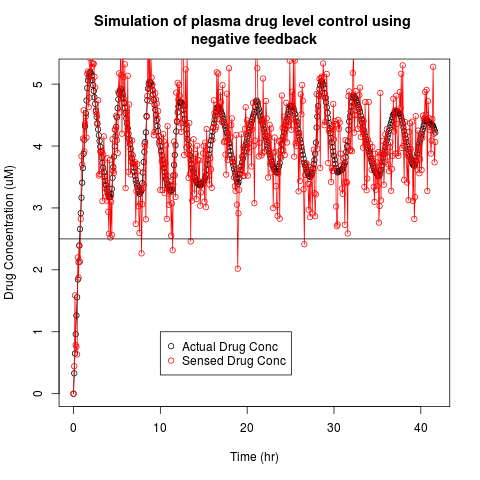 Simulation of plasma drug level control using
negative feedback
Drug Concentration (uM)
5
4
3
2
1
0
Actual Drug Conc
Sensed Drug Conc
0
10
20
30
40
Time (hr)